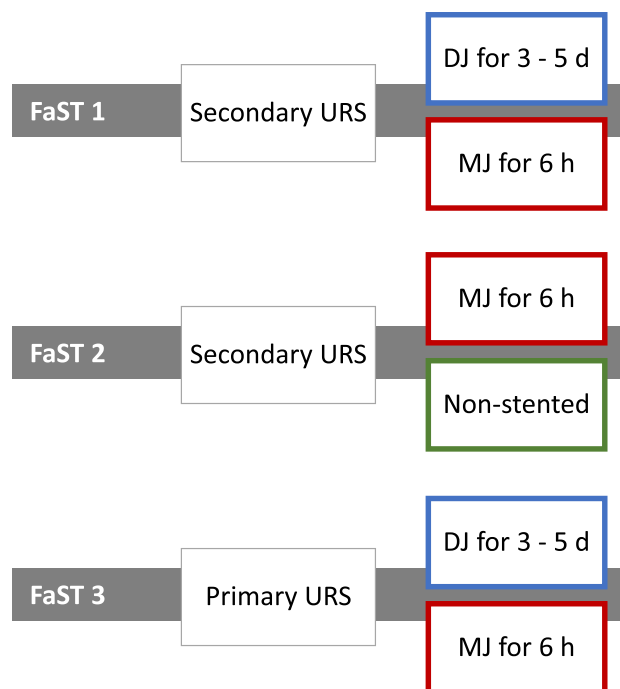 DJ for 3 - 5 d
FaST 1
Secondary URS
MJ for 6 h
MJ for 6 h
FaST 2
Secondary URS
Non-stented
DJ for 3 - 5 d
FaST 3
Primary URS
MJ for 6 h